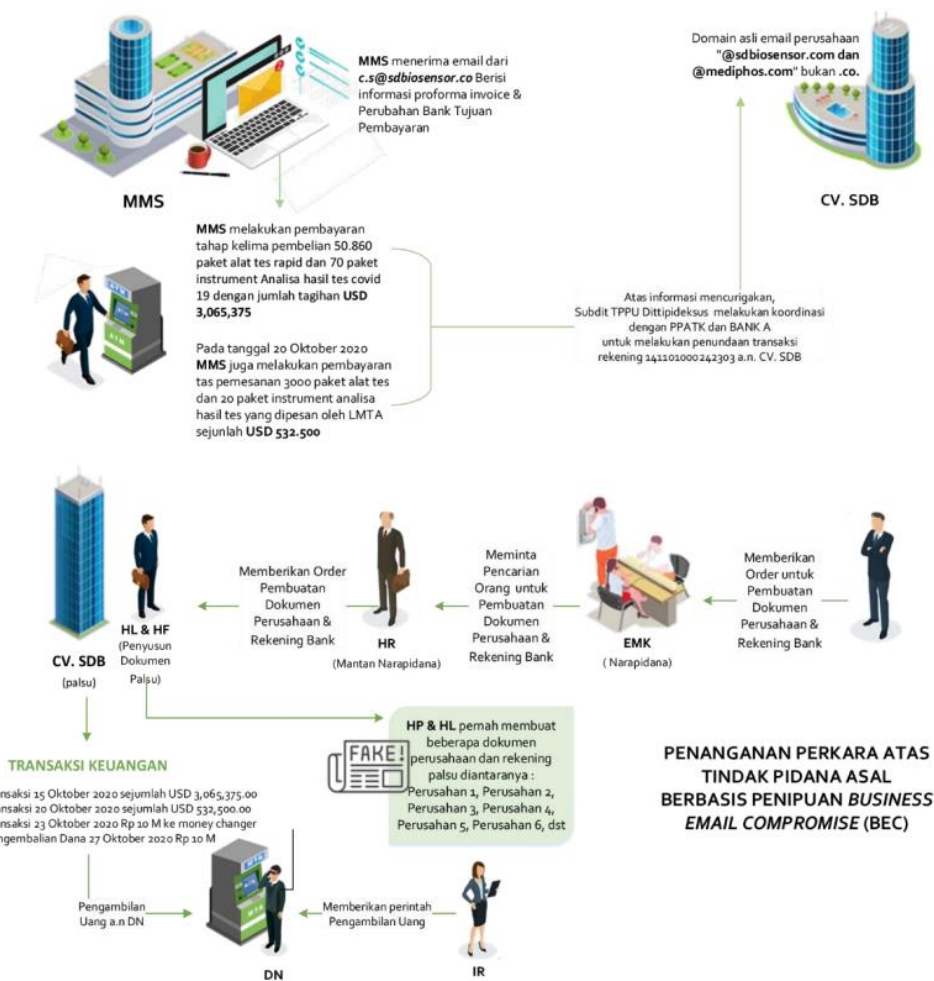 MMS menerima email dari
c.s@sdbiosensor.co Berisi
informasi proforma invoice &
Perubahan Bank Tujuan
Pembayaran
Domain asli email perusahaan
"@sdbiosensor.com dan
@mediphos.com" bukan .co.
MMS
CV. SDB
MMS melakukan pembayaran
tahap kelima pembelian 50.860
paket alat tes rapid dan 70 paket
instrument Analisa hasil tes covid
19 dengan jumlah tagihan USD
3,065,375
Pada tanggal 20 Oktober 2020
MMS juga melakukan pembayaran
tas pemesanan 3000 paket alat tes
dan 20 paket instrument analisa
hasil tes yang dipesan oleh LMTA
sejunlah USD 532.500
ATM
ATM
Atas informasi mencurigakan,
Subdit TPPU Dittipideksus melakukan koordinasi
dengan PPATK dan BANK A
untuk melakukan penundaan transaksi
rekening 141101000242303 a.n. CV. SDB
CV. SDB
(palsu)
HL & HF
(Penyusun
Dokumen
Palsu)
Memberikan Order
Pembuatan
Dokumen
Perusahaan &
Rekening Bank
HR
(Mantan Narapidana)
Meminta
Pencarian
Orang untuk
Pembuatan
Dokumen
Perusahaan &
Rekening Bank
EMK
( Narapidana)
Memberikan
Order untuk
Pembuatan
Dokumen
Perusahaan &
Rekening Bank
FAKE!
HP & HL pernah membuat
beberapa dokumen
perusahaan dan rekening
palsu diantaranya :
Perusahan 1, Perusahan 2,
Perusahan 3, Perusahan 4,
Perusahan 5, Perusahan 6, dst
PENANGANAN PERKARA ATAS
TINDAK PIDANA ASAL
BERBASIS PENIPUAN BUSINESS
EMAIL COMPROMISE (BEC)
TRANSAKSI KEUANGAN
nsaksi 15 Oktober 2020 sejumlah USD 3,065,375.00
nsaksi 20 Oktober 2020 sejumlah USD 532,500.00
nsaksi 23 Oktober 2020 Rp 10 M ke money changer
ngembalian Dana 27 Oktober 2020 Rp 10 M
Pengambilan
Uang a.n DN
DN
Memberikan perintah
Pengambilan Uang
IR